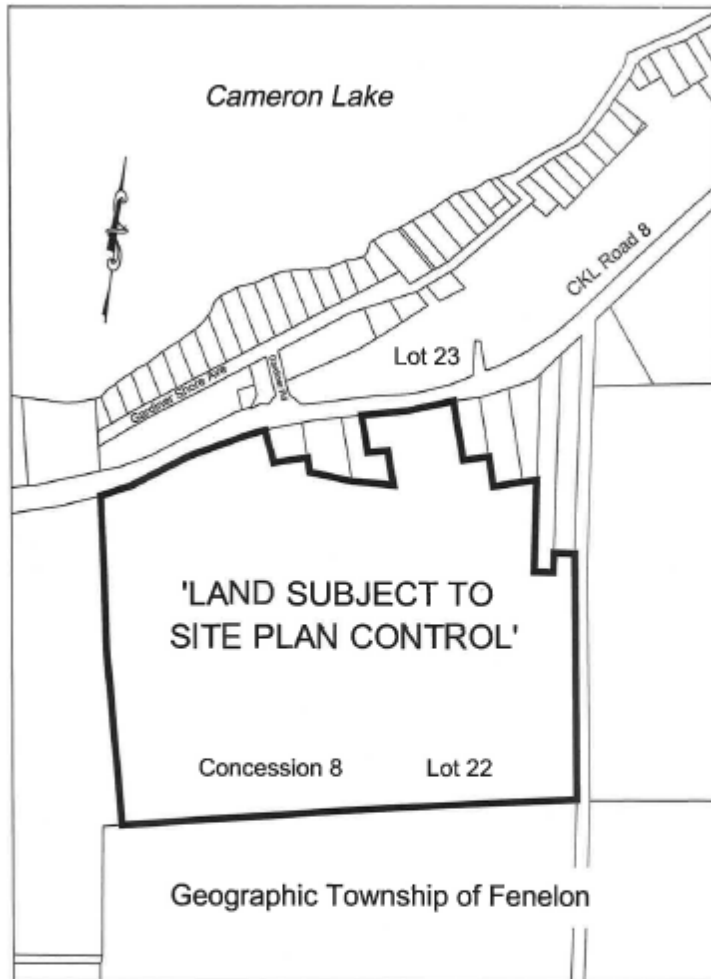 Cameron Lake
CKL Road 8
Lot 23
Gardiner Shore Ave
'LAND SUBJECT TO
SITE PLAN CONTROL'
Concession 8 Lot 22
Geographic Township of Fenelon